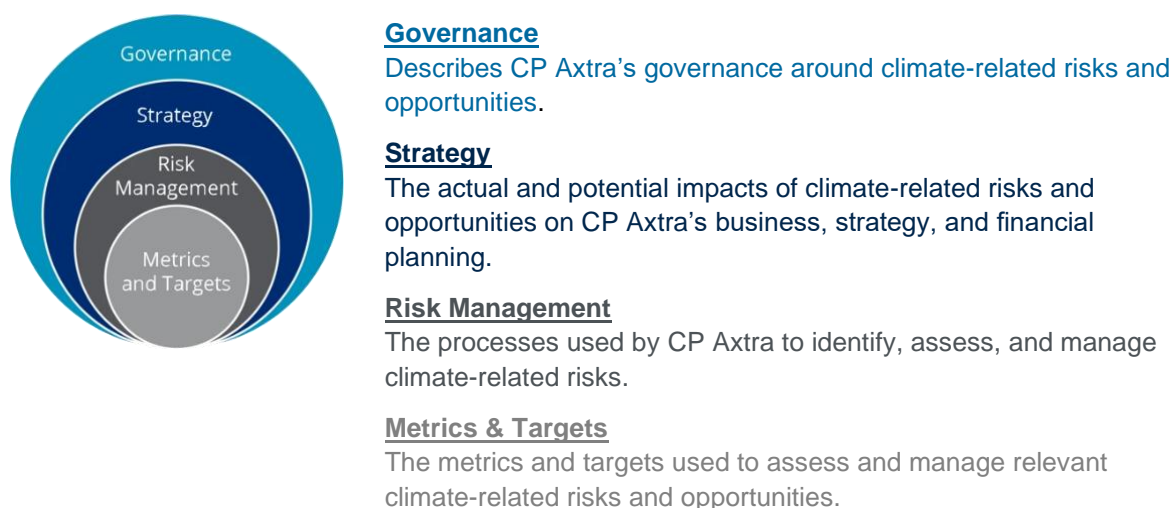 Governance
Strategy
Risk
Management
Metrics
and Targets
Governance
Describes CP Axtra’s governance around climate-related risks and
opportunities.
Strategy
The actual and potential impacts of climate-related risks and
opportunities on CP Axtra’s business, strategy, and financial
planning.
Risk Management
The processes used by CP Axtra to identify, assess, and manage
climate-related risks.
Metrics & Targets
The metrics and targets used to assess and manage relevant
climate-related risks and opportunities.